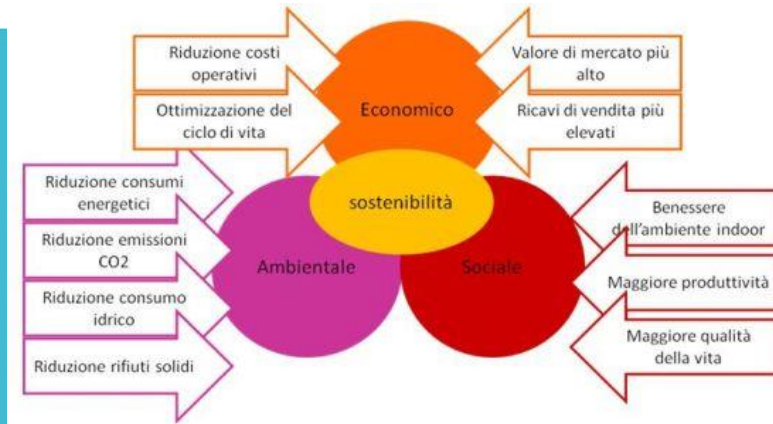 Riduzione costi
operativi
Ottimizzazione del
ciclo di vita
Economico
Valore di mercato più
alto
Ricavi di vendita più
elevati
sostenibilità
Riduzione consumi
energetici
Riduzione emissioni
CO2
Riduzione consumo
idrico
Riduzione rifiuti solidi
Ambientale
Sociale
Benessere
dell'ambiente indoor
Maggiore produttività
Maggiore qualità
della vita